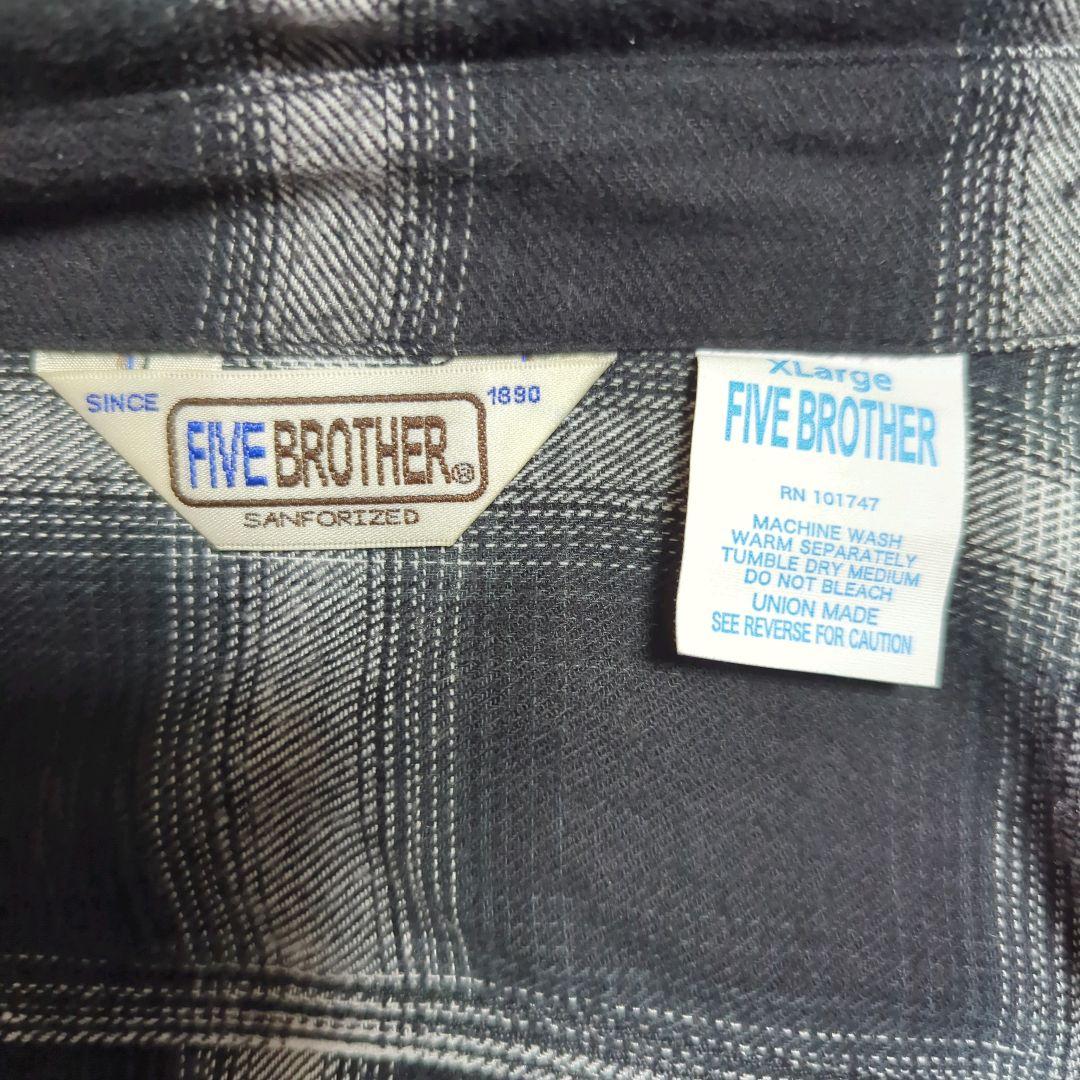 SINCE 1890
FIVE BROTHER®
SANFORIZED
XLarge
FIVE BROTHER
RN 101747
MACHINE WASH
WARM SEPARATELY
TUMBLE DRY MEDIUM
DO NOT BLEACH
UNION MADE
SEE REVERSE FOR CAUTION